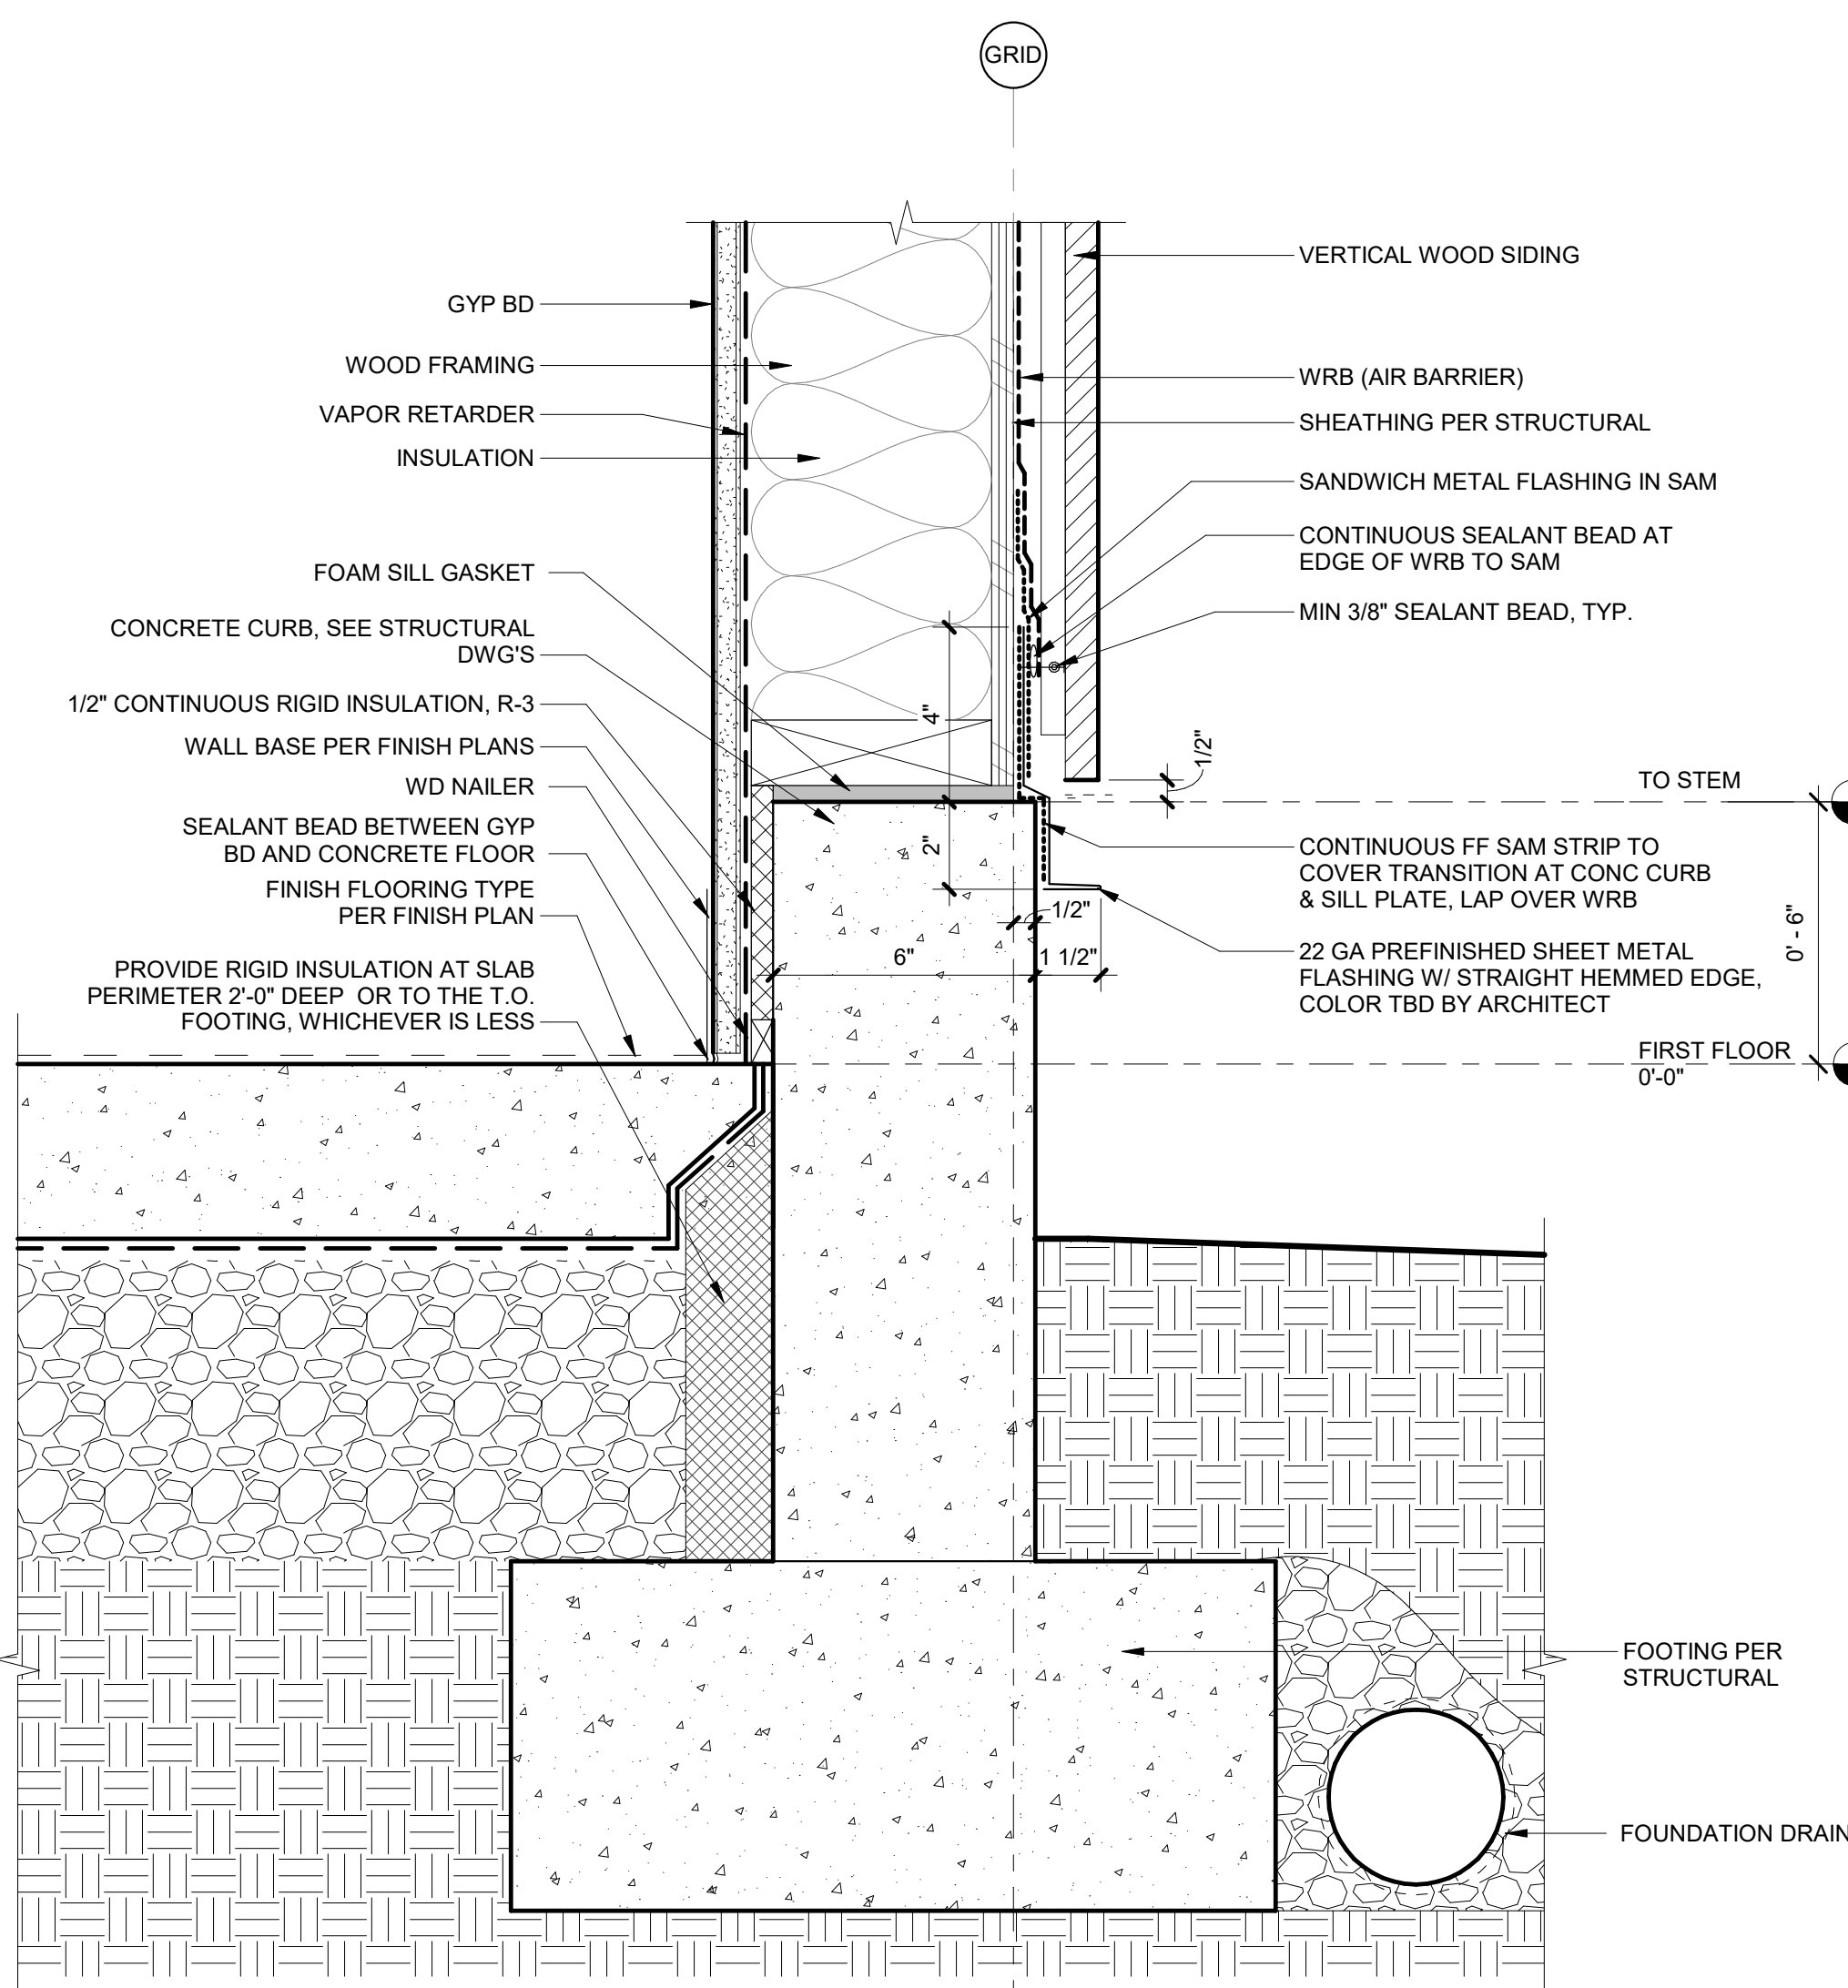 GRID
GYP BD
WOOD FRAMING
VAPOR RETARDER
INSULATION
FOAM SILL GASKET
CONCRETE CURB, SEE STRUCTURAL
DWG'S
1/2" CONTINUOUS RIGID INSULATION, R-3
WALL BASE PER FINISH PLANS
WD NAILER
SEALANT BEAD BETWEEN GYP
BD AND CONCRETE FLOOR
FINISH FLOORING TYPE
PER FINISH PLAN
PROVIDE RIGID INSULATION AT SLAB
PERIMETER 2'-0" DEEP OR TO THE T.O.
FOOTING, WHICHEVER IS LESS
4"
2"
6"
1/2"
1 1/2"
1/2"
VERTICAL WOOD SIDING
WRB (AIR BARRIER)
SHEATHING PER STRUCTURAL
SANDWICH METAL FLASHING IN SAM
CONTINUOUS SEALANT BEAD AT
EDGE OF WRB TO SAM
MIN 3/8" SEALANT BEAD, TYP.
TO STEM
CONTINUOUS FF SAM STRIP TO
COVER TRANSITION AT CONC CURB
& SILL PLATE, LAP OVER WRB
22 GA PREFINISHED SHEET METAL
FLASHING W/ STRAIGHT HEMMED EDGE,
COLOR TBD BY ARCHITECT
0' - 6"
FIRST FLOOR
0'-0"
FOOTING PER
STRUCTURAL
FOUNDATION DRAIN